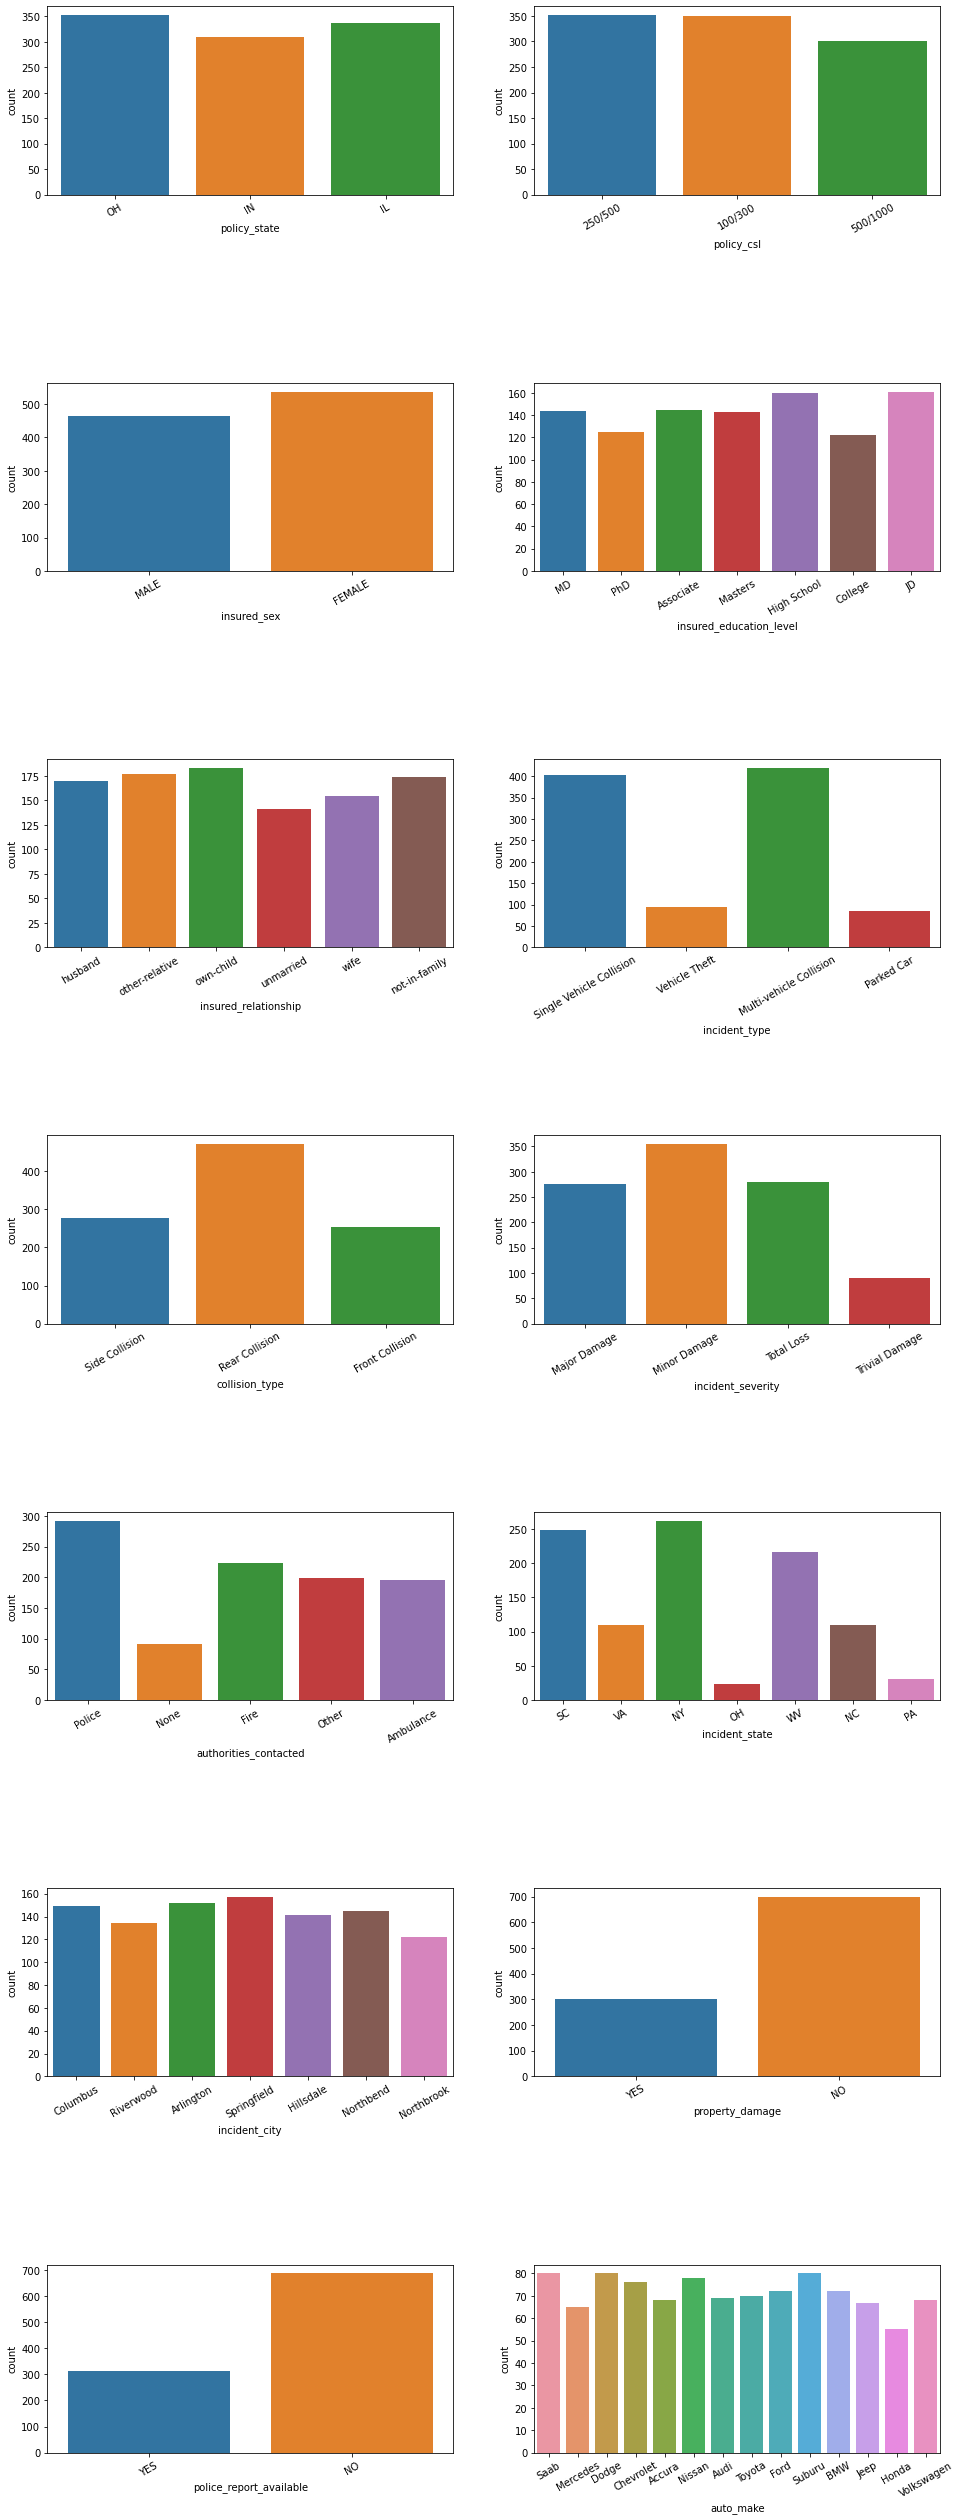 350
300
250
200
150
100
50
0
count
OH IN IL
policy_state
350
300
250
200
150
100
50
0
count
250/500 100/300 500/1000
policy_csl
500
400
300
200
100
0
count
MALE FEMALE
insured_sex
160
140
120
100
80
60
40
20
0
count
MD PhD Associate Masters High School College JD
insured_education_level
175
150
125
100
75
50
25
0
count
husband other-relative own-child unmarried wife not-in-family
insured_relationship
400
350
300
250
200
150
100
50
0
count
Single Vehicle Collision Vehicle Theft Multi-vehicle Collision Parked Car
incident_type
400
300
200
100
0
count
Side Collision Rear Collision Front Collision
collision_type
350
300
250
200
150
100
50
0
count
Major Damage Minor Damage Total Loss Trivial Damage
incident_severity
300
250
200
150
100
50
0
count
Police None Fire Other Ambulance
authorities_contacted
250
200
150
100
50
0
count
SC VA NY OH WV NC PA
incident_state
160
140
120
100
80
60
40
20
0
count
Columbus Riverwood Arlington Springfield Hillsdale Northbend Northbrook
incident_city
700
600
500
400
300
200
100
0
count
YES NO
property_damage
700
600
500
400
300
200
100
0
count
YES NO
police_report_available
80
70
60
50
40
30
20
10
0
count
Saab Mercedes Dodge Chevrolet Accura Nissan Audi Toyota Ford Suburu BMW Jeep Honda Volkswagen
auto_make